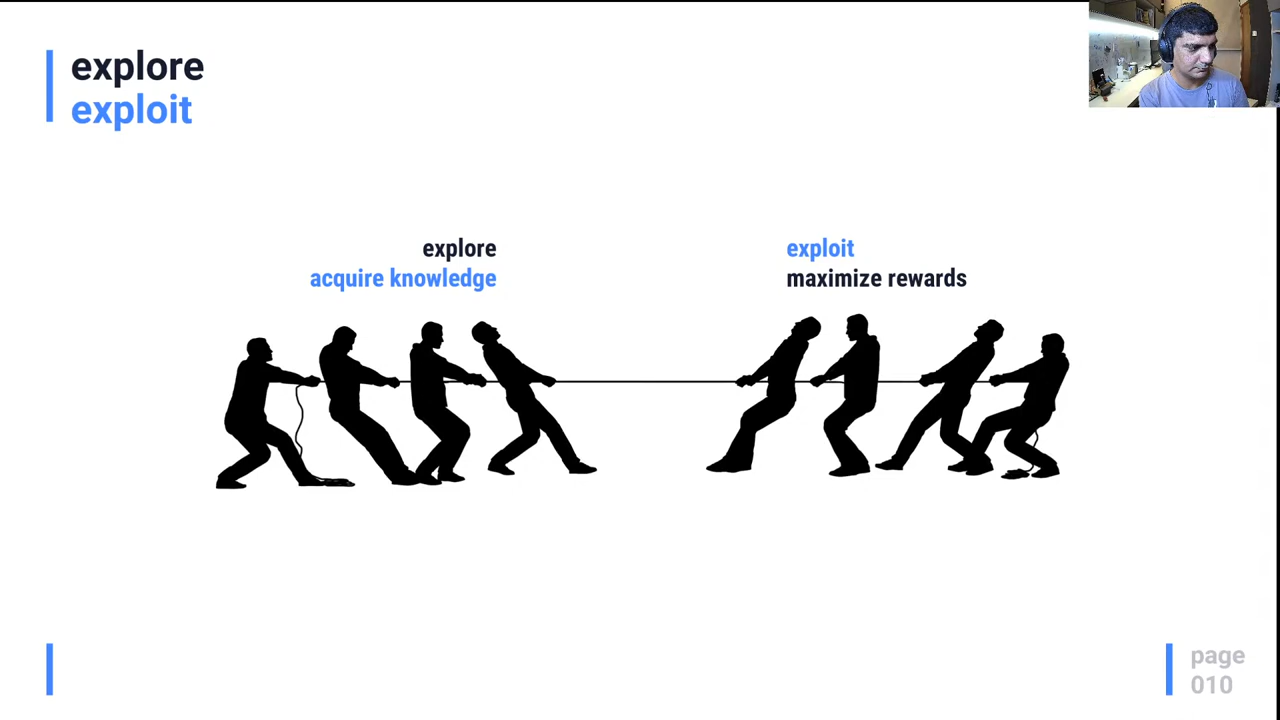 explore
exploit
explore
acquire knowledge
exploit
maximize rewards
page
010